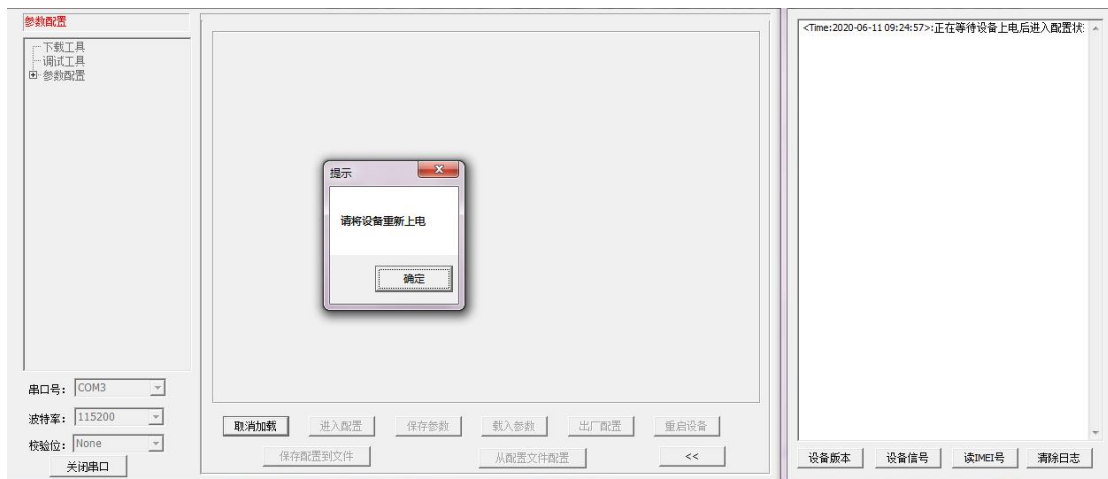 参数配置
下载工具
调试工具
参数配置
串口号：
COM3
波特率：
115200
校验位：
None
关闭串口
提示
请将设备重新上电
确定
取消加载
进入配置
保存参数
载入参数
出厂配置
重启设备
保存配置到文件
从配置文件配置
<<
<Time:2020-06-11 09:24:57>:正在等待设备上电后进入配置状
设备版本
设备信号
读IMEI号
清除日志